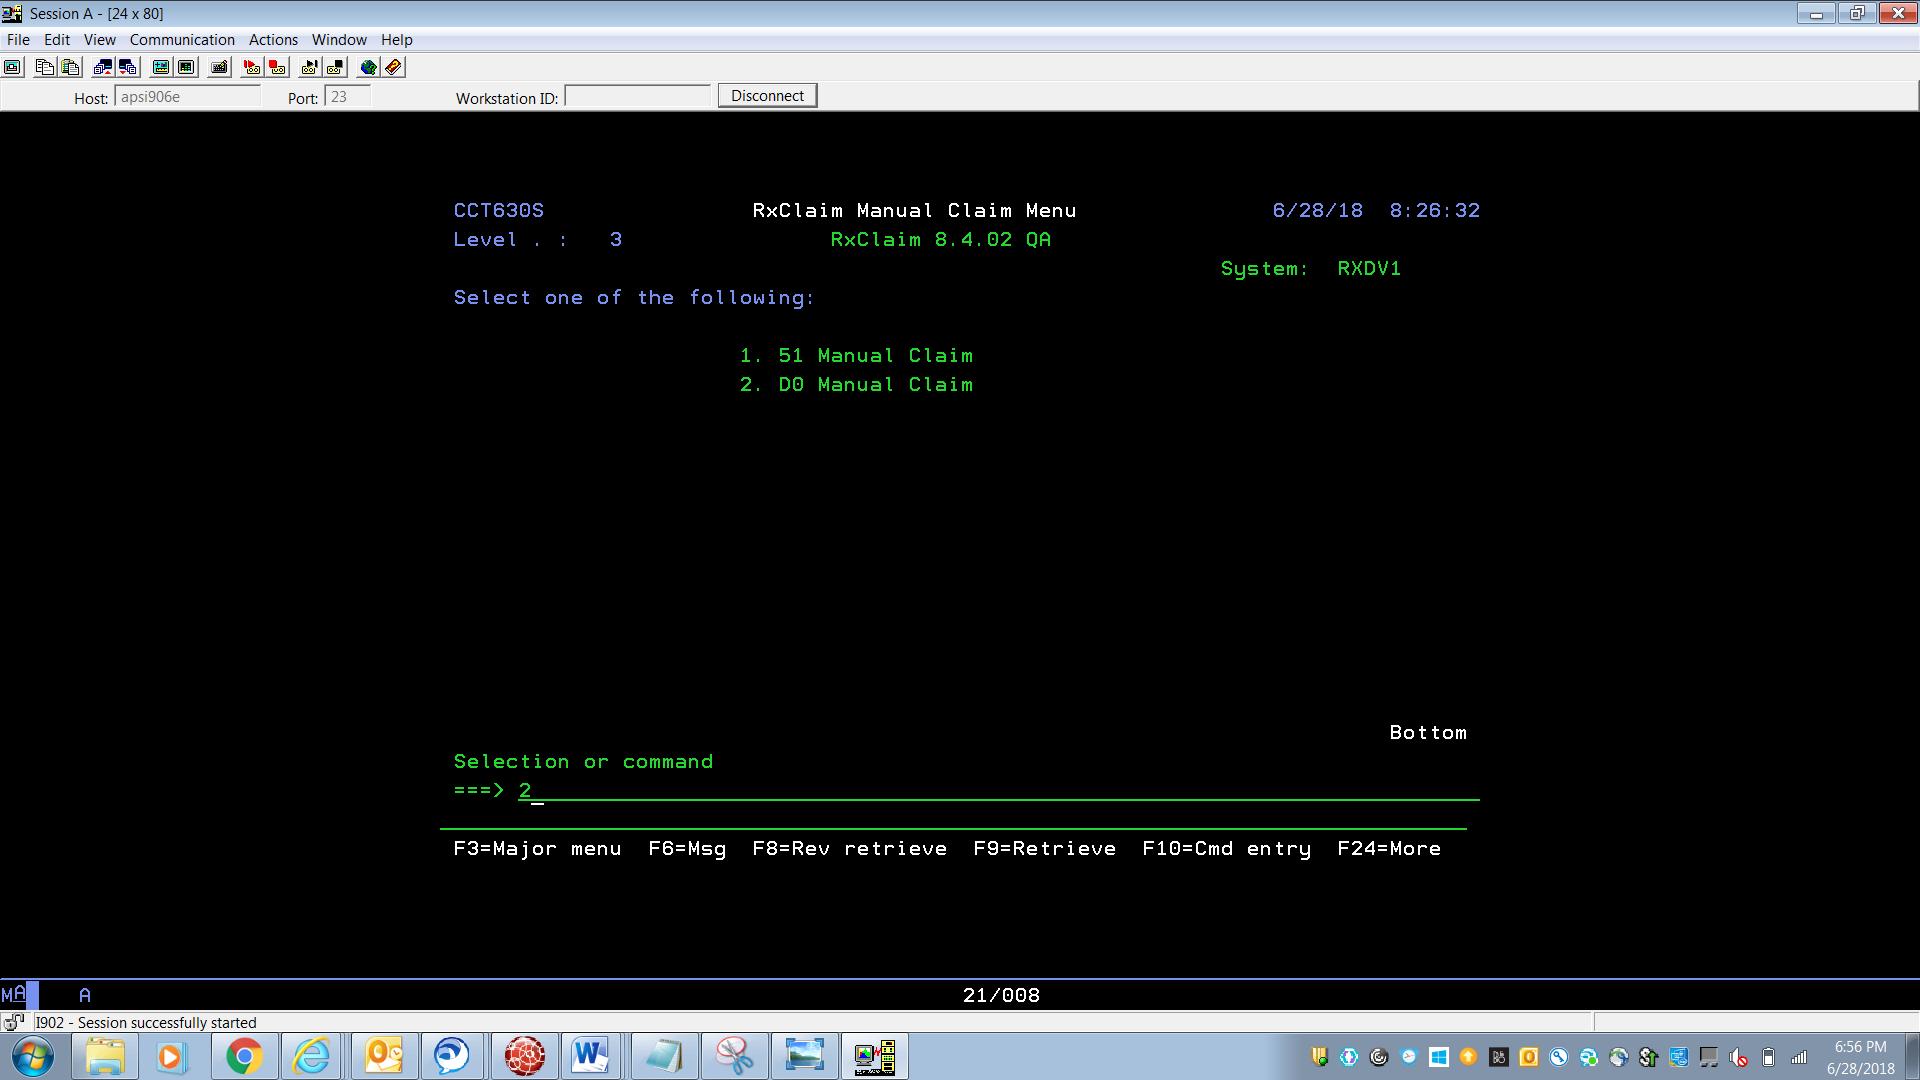 Session A - [24 x 80]
File Edit View Communication Actions Window Help
Host: apsi906e Port: 23 Workstation ID: Disconnect
CCT630S RxClaim Manual Claim Menu 6/28/18 8:26:32
Level . : 3 RxClaim 8.4.02 QA
System: RXDV1
Select one of the following:
1. 51 Manual Claim
2. D0 Manual Claim
Bottom
Selection or command
===> 2_
F3=Major menu F6=Msg F8=Rev retrieve F9=Retrieve F10=Cmd entry F24=More
MA A 21/008
I902 - Session successfully started
6:56 PM
6/28/2018